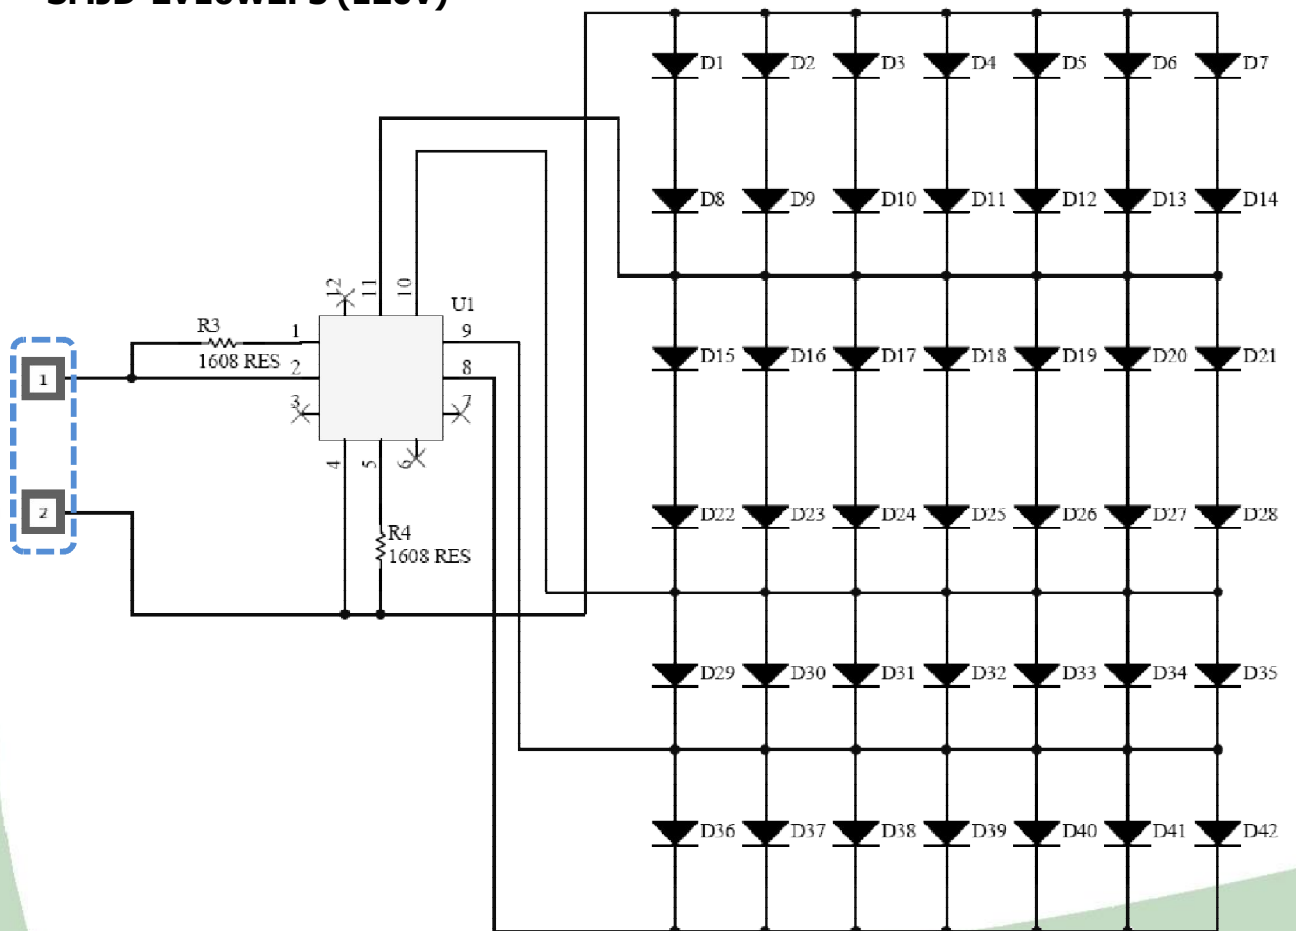 D1 D2 D3 D4 D5 D6 D7
D8 D9 D10 D11 D12 D13 D14
12 11 10
U1
R3
1608 RES
1 2 3
9 8 7
4 5 6
1
2
R4
1608 RES
D15 D16 D17 D18 D19 D20 D21
D22 D23 D24 D25 D26 D27 D28
D29 D30 D31 D32 D33 D34 D35
D36 D37 D38 D39 D40 D41 D42